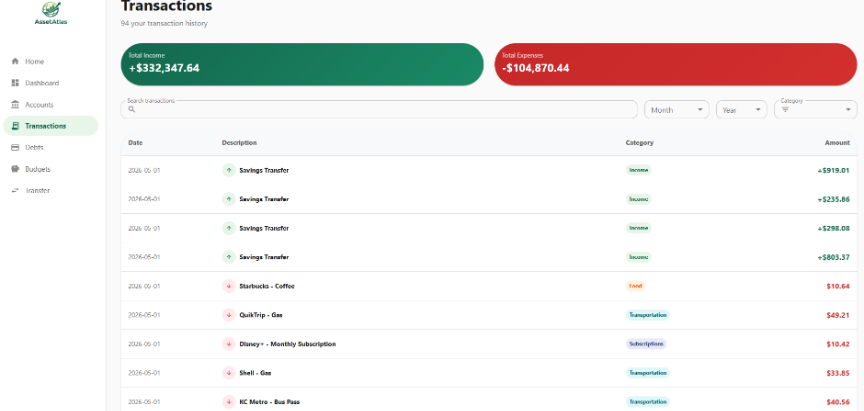 AssetAtlas
Home
Dashboard
Accounts
Transactions
Debts
Budgets
Transfer
Transactions
94 your transaction history
Total Income
+$332,347.64
Total Expenses
-$104,870.44
Search transactions
Month
Year
Category
Date Description Category Amount
2026-05-01 Savings Transfer Income +$919.01
2026-05-01 Savings Transfer Income +$235.86
2026-05-01 Savings Transfer Income +$298.08
2026-05-01 Savings Transfer Income +$803.37
2026-05-01 Starbucks - Coffee Food $10.64
2026-05-01 QuikTrip - Gas Transportation $49.21
2026-05-01 Disney+ - Monthly Subscription Subscriptions $10.42
2026-05-01 Shell - Gas Transportation $33.85
2026-05-01 KC Metro - Bus Pass Transportation $40.56